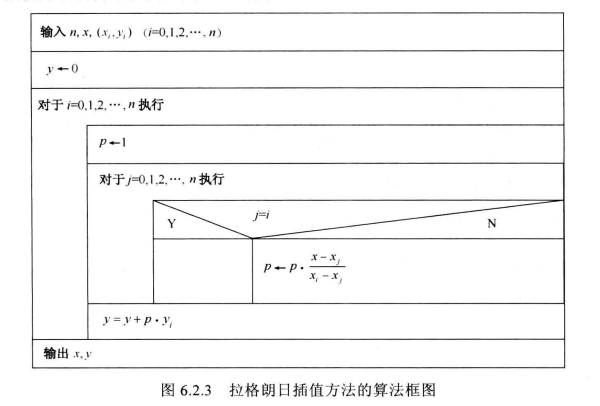 输入 n, x, (xᵢ, yᵢ) (i=0,1,2,⋯, n)
y←0
对于 i=0,1,2,⋯, n 执行
p←1
对于 j=0,1,2,⋯, n 执行
j=i
Y
N
p←p·(x−xⱼ)/(xᵢ−xⱼ)
y = y+p·yᵢ
输出 x, y
图 6.2.3 拉格朗日插值方法的算法框图